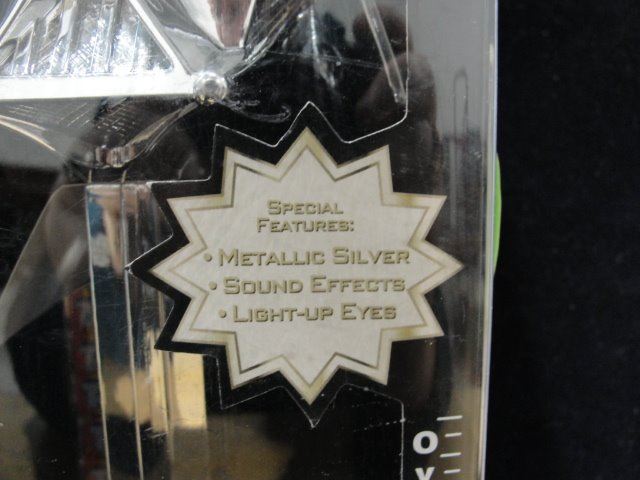 SPECIAL
FEATURES:
• METALLIC SILVER
• SOUND EFFECTS
• LIGHT-UP EYES
O